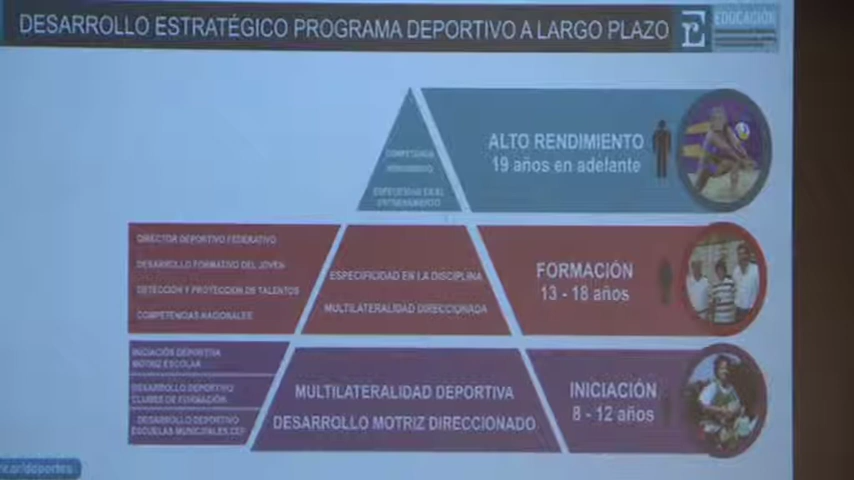 DESARROLLO ESTRATÉGICO PROGRAMA DEPORTIVO A LARGO PLAZO
EDUCACIÓN
COMPETENCIA
RENDIMIENTO
ESPECIFICIDAD EN EL
ENTRENAMIENTO
ALTO RENDIMIENTO
19 años en adelante
DIRECTOR DEPORTIVO FEDERATIVO
DESARROLLO FORMATIVO DEL JOVEN
DETECCIÓN Y PROTECCIÓN DE TALENTOS
COMPETENCIAS NACIONALES
ESPECIFICIDAD EN LA DISCIPLINA
MULTILATERALIDAD DIRECCIONADA
FORMACIÓN
13 - 18 años
INICIACIÓN DEPORTIVA
MOTRIZ ESCOLAR
DESARROLLO DEPORTIVO
CLUBES DE FORMACIÓN
DESARROLLO DEPORTIVO
ESCUELAS MUNICIPALES CEF
MULTILATERALIDAD DEPORTIVA
DESARROLLO MOTRIZ DIRECCIONADO
INICIACIÓN
8 - 12 años